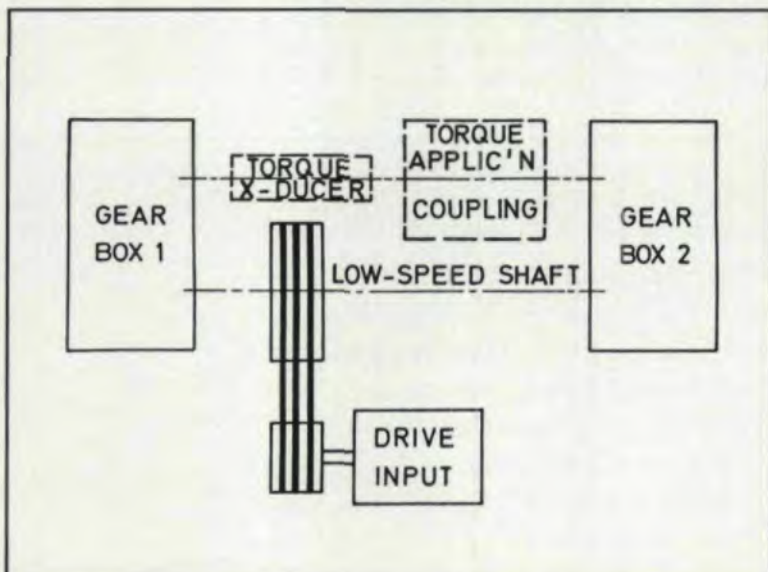 GEAR
BOX 1
TORQUE
X-DUCER
TORQUE
APPLIC'N
COUPLING
GEAR
BOX 2
LOW-SPEED SHAFT
DRIVE
INPUT